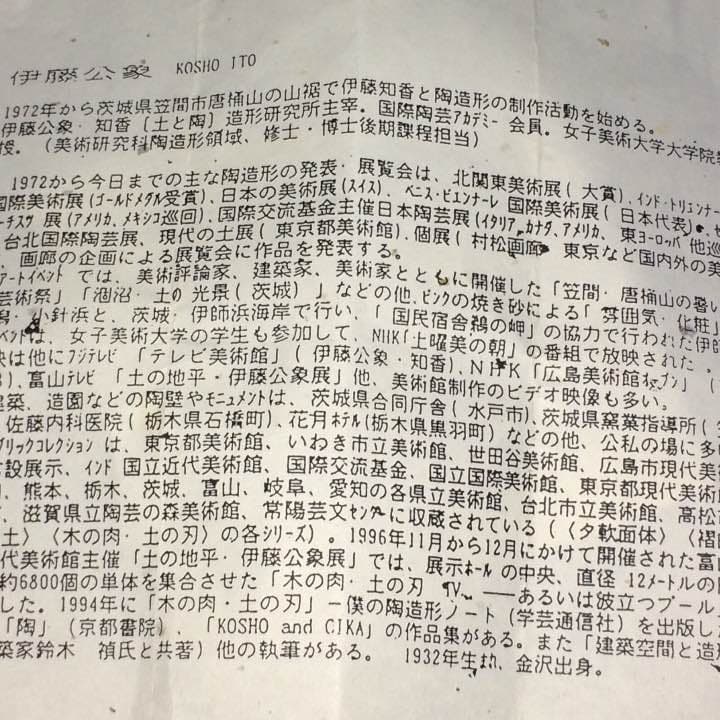 伊藤公象 KOSHO ITO
1972年から茨城県笠間市唐桶山の山裾で伊藤知香と陶造形の制作活動を始める。
伊藤公象・知香〔土と陶〕造形研究所主宰。国際陶芸アカデミー 会員。女子美術大学大学院教
授。(美術研究科陶造形領域、修士・博士後期課程担当)
1972から今日までの主な陶造形の発表・展覧会は、北関東美術展(大賞)、インド・トリエンナー
国際美術展(ゴールドメダル受賞)、日本の美術展(スイス)、ベニス・ビエンナーレ 国際美術展(日本代表)・
ーチスサ 展(アメリカ、メキシコ巡回)、国際交流基金主催日本陶芸展(イタリア,カナダ、アメリカ、東ヨーロッパ 他巡
、台北国際陶芸展、現代の土展(東京都美術館)、個展(村松画廊、東京など国内外の美
、画廊の企画による展覧会に作品を発表する。
アートイベント では、美術評論家、建築家、美術家とともに開催した「笠間・唐桶山の暑い
芸術祭」「涸沼・土の光景(茨城)」などの他、ピンクの焼き砂による「雰囲気・化粧
・小針浜と、茨城・伊師浜海岸で行い、「国民宿舎鵜の岬」の協力で行われた伊師
ベントは、女子美術大学の学生も参加して、NHK「土曜美の朝」の番組で放映された。
映は他にフジテレビ「テレビ美術館」(伊藤公象・知香)、NHK「広島美術館オープン」(
)、富山テレビ「土の地平・伊藤公象展」他、美術館制作のビデオ映像も多い。
建築、造園などの陶壁やモニュメントは、茨城県合同庁舎(水戸市)、茨城県窯業指導所(
、佐藤内科医院(栃木県石橋町)、花月ホテル(栃木県黒羽町)などの他、公私の場に多
ブリックコレクションは、東京都美術館、いわき市立美術館、世田谷美術館、広島市現代美術
常設展示、インド 国立近代美術館、国際交流基金、国立国際美術館、東京都現代美術
、熊本、栃木、茨城、富山、岐阜、愛知の各県立美術館、台北市立美術館、高松市
、滋賀県立陶芸の森美術館、常陽芸文センターに収蔵されている(〈夕軟面体〉〈褶
土〉〈木の肉・土の刃〉の各シリーズ)。1996年11月から12月にかけて開催された富
代美術館主催「土の地平・伊藤公象展」では、展示ホール の中央、直径 12メートルの
約6800個の単体を集合させた「木の肉・土の刃 ――あるいは波立つプール
した。1994年に「木の肉・土の刃」―僕の陶造形ノート(学芸通信社)を出版し
「陶」(京都書院)、「KOSHO and CIKA」の作品集がある。また「建築空間と造
築家鈴木 禎氏と共著)他の執筆がある。 1932年生まれ、金沢出身。